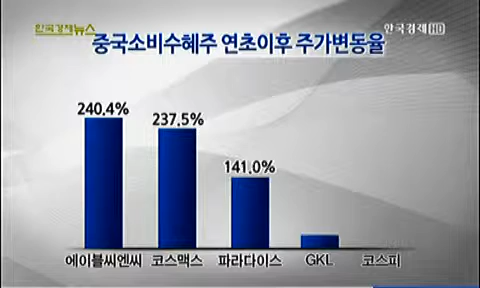 한국경제뉴스
한국경제HD
중국소비수혜주 연초이후 주가변동율
240.4%
237.5%
141.0%
에이블씨엔씨 코스맥스 파라다이스 GKL 코스피